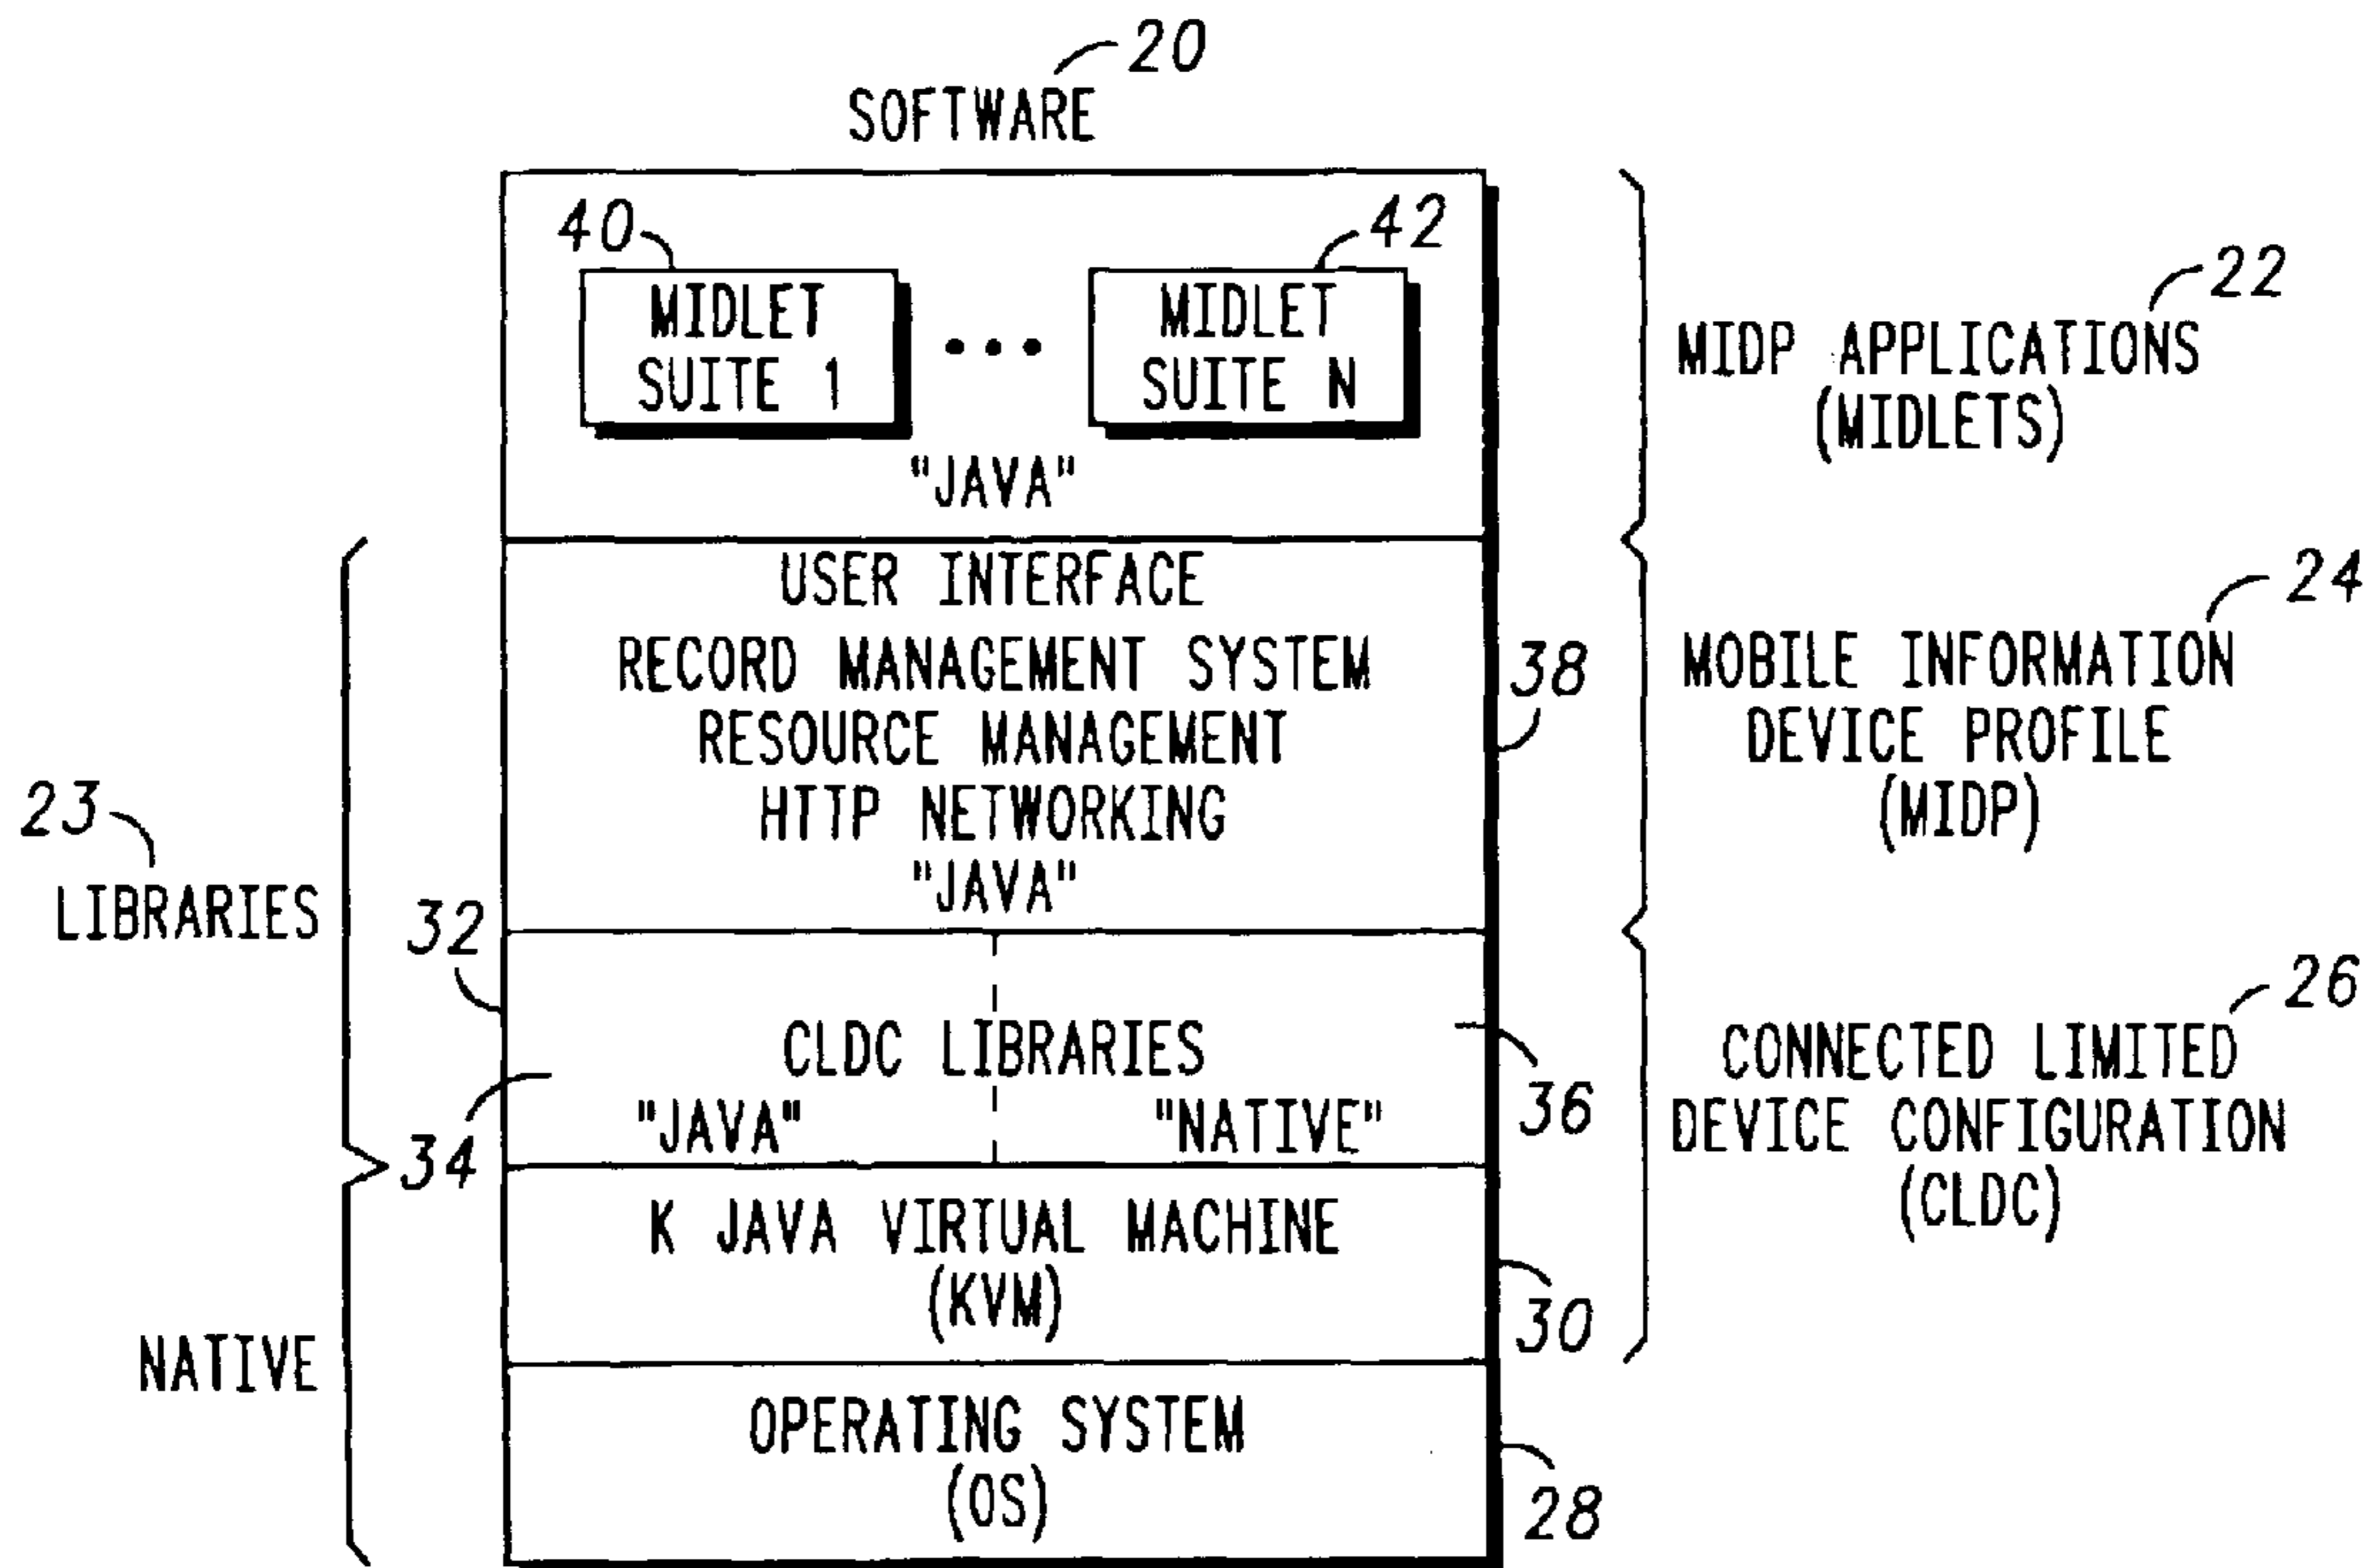 20
SOFTWARE
40
42
MIDLET
SUITE 1
• • •
MIDLET
SUITE N
"JAVA"
22
MIDP APPLICATIONS
(MIDLETS)
USER INTERFACE
RECORD MANAGEMENT SYSTEM
RESOURCE MANAGEMENT
HTTP NETWORKING
"JAVA"
38
24
MOBILE INFORMATION
DEVICE PROFILE
(MIDP)
23
LIBRARIES
32
CLDC LIBRARIES
"JAVA"
"NATIVE"
34
36
26
CONNECTED LIMITED
DEVICE CONFIGURATION
(CLDC)
K JAVA VIRTUAL MACHINE
(KVM)
30
NATIVE
OPERATING SYSTEM
(OS)
28